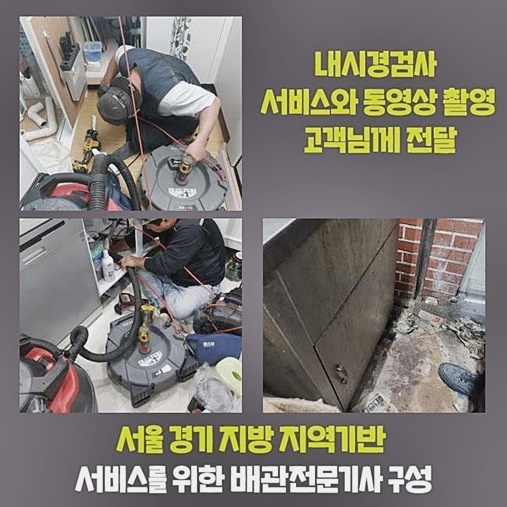 내시경검사
서비스와 동영상 촬영
고객님께 전달
서울 경기 지방 지역기반
서비스를 위한 배관전문기사 구성